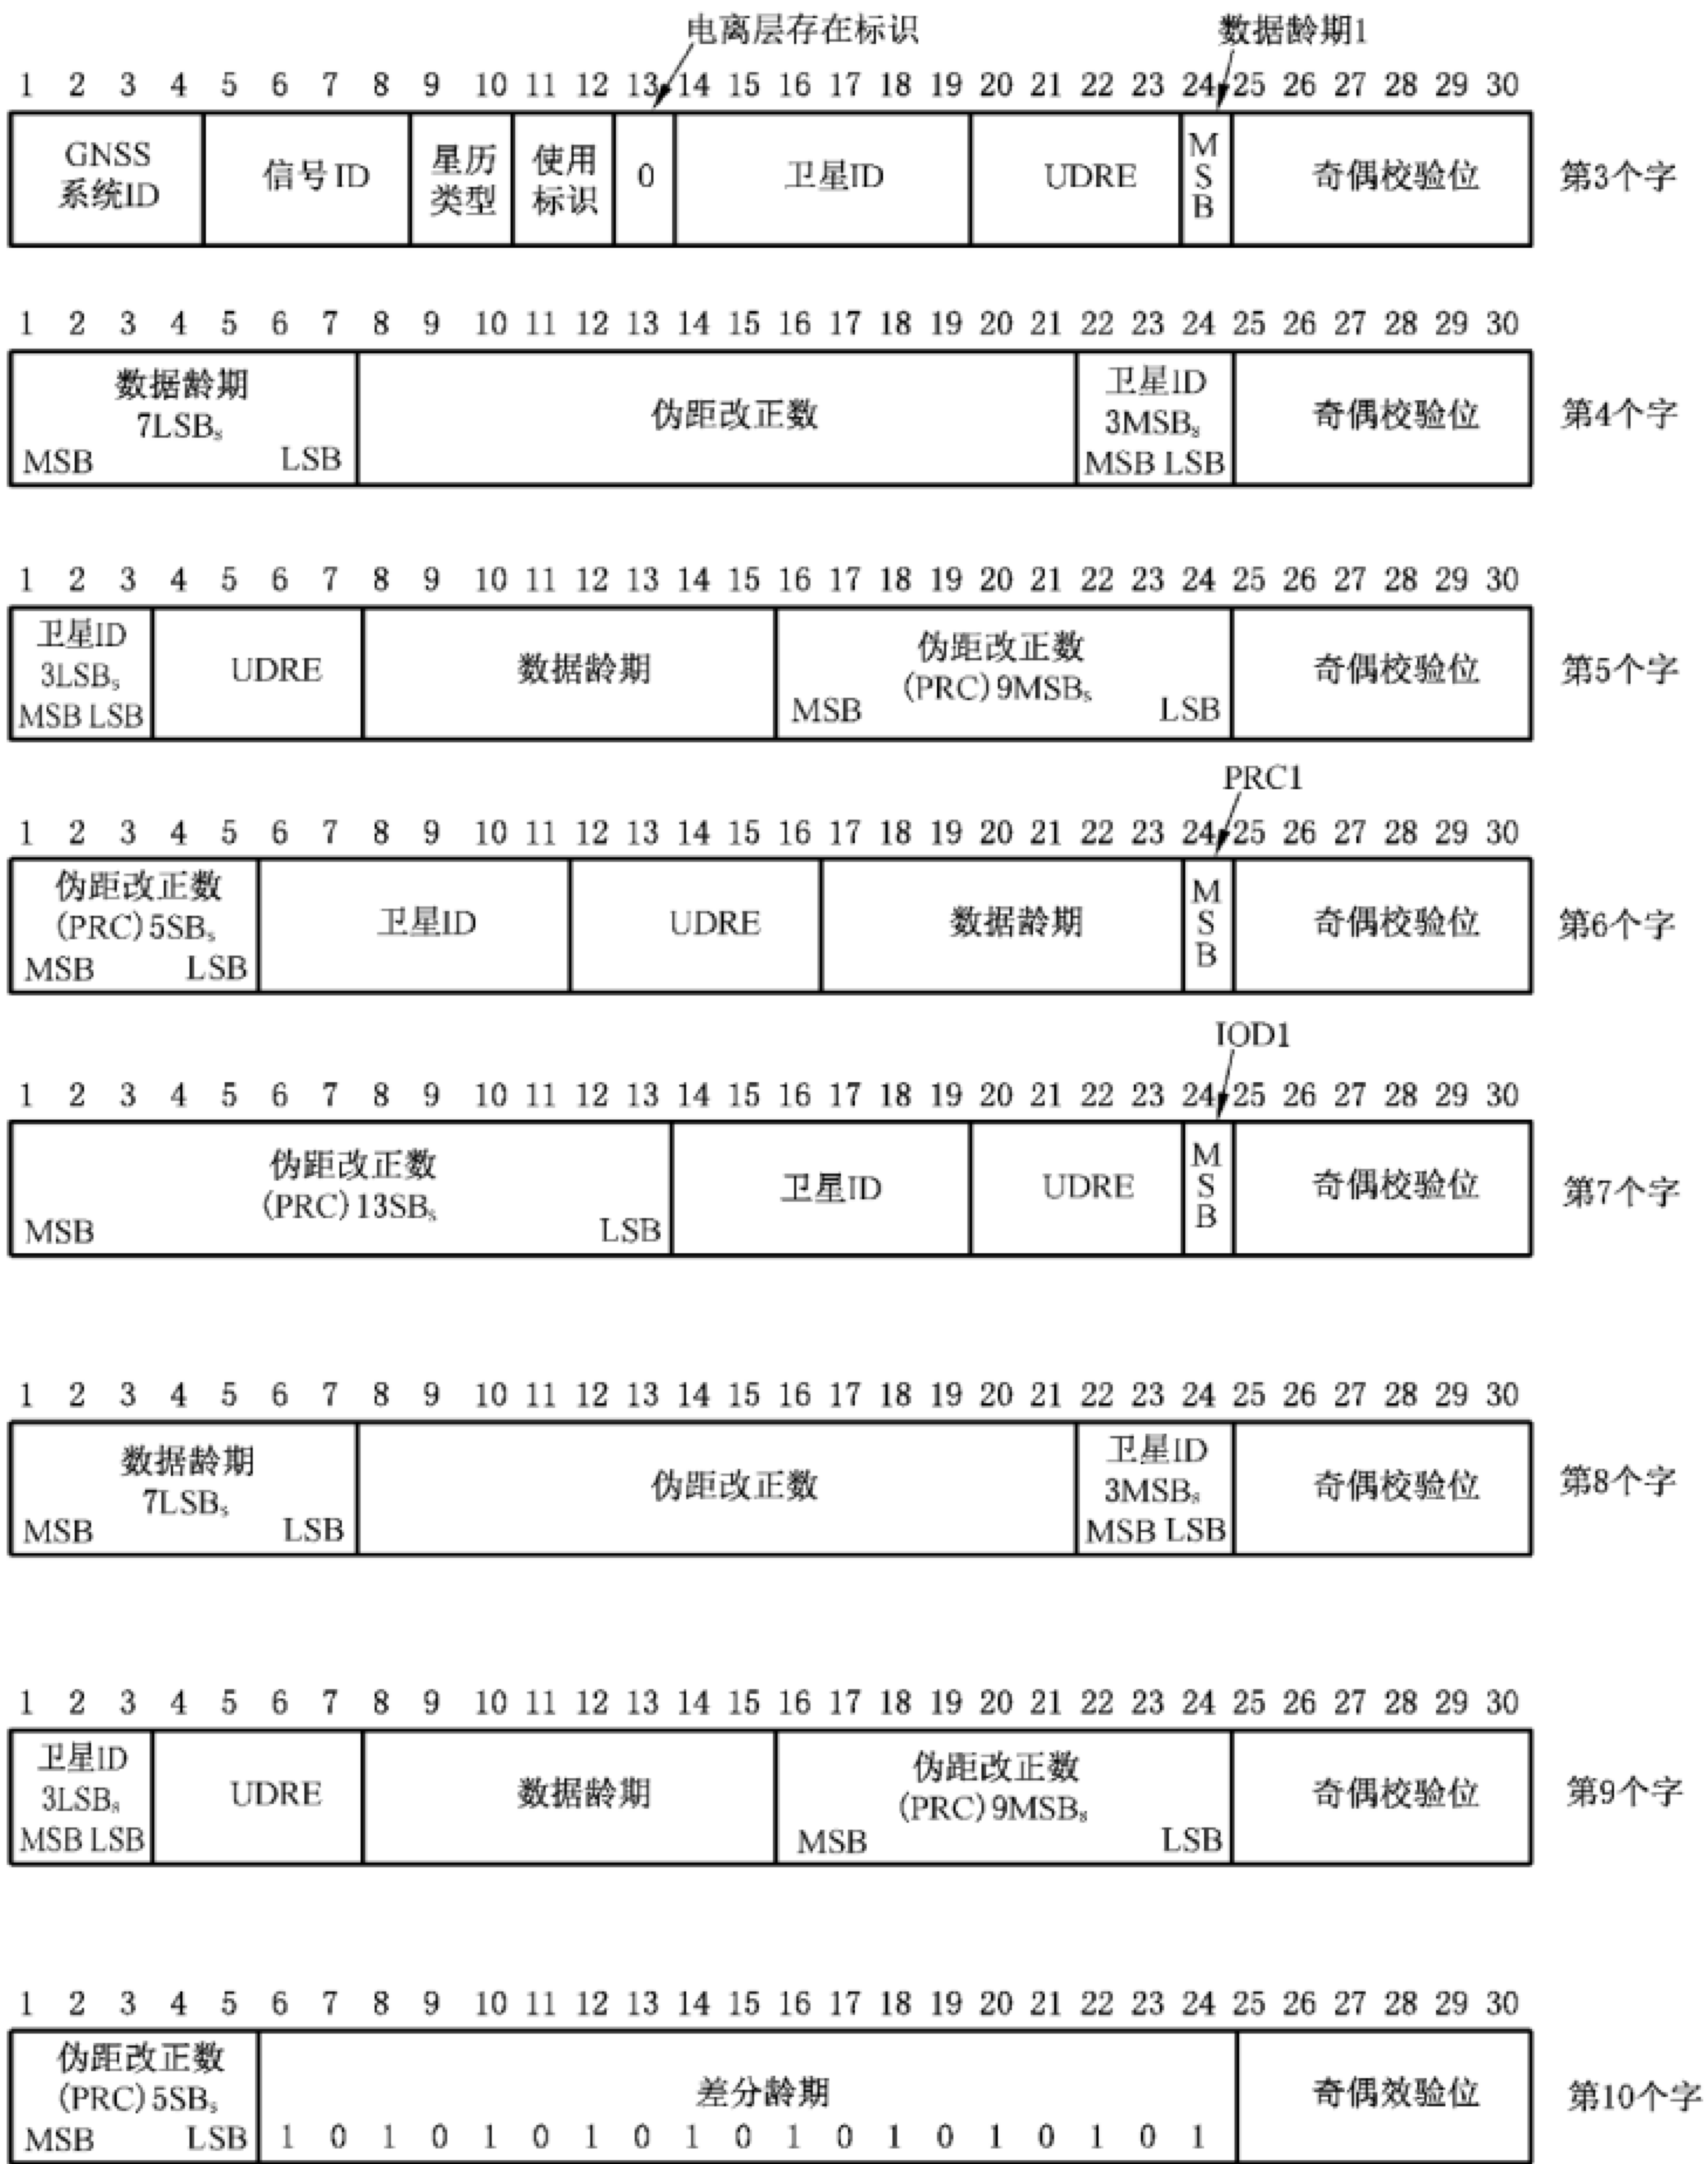 电离层存在标识 数据龄期1
1 2 3 4 5 6 7 8 9 10 11 12 13 14 15 16 17 18 19 20 21 22 23 24 25 26 27 28 29 30
GNSS 系统ID 信号ID 星历类型 使用标识 0 卫星ID UDRE MSB 奇偶校验位 第3个字
1 2 3 4 5 6 7 8 9 10 11 12 13 14 15 16 17 18 19 20 21 22 23 24 25 26 27 28 29 30
数据龄期 卫星ID
7LSBs 伪距改正数 3MSBs 奇偶校验位 第4个字
MSB LSB MSB LSB
1 2 3 4 5 6 7 8 9 10 11 12 13 14 15 16 17 18 19 20 21 22 23 24 25 26 27 28 29 30
卫星ID 伪距改正数
3LSBs UDRE 数据龄期 (PRC)9MSBs 奇偶校验位 第5个字
MSB LSB MSB LSB
PRC1
1 2 3 4 5 6 7 8 9 10 11 12 13 14 15 16 17 18 19 20 21 22 23 24 25 26 27 28 29 30
伪距改正数
(PRC)5SBs 卫星ID UDRE 数据龄期 MSB 奇偶校验位 第6个字
MSB LSB
IOD1
1 2 3 4 5 6 7 8 9 10 11 12 13 14 15 16 17 18 19 20 21 22 23 24 25 26 27 28 29 30
伪距改正数
(PRC)13SBs 卫星ID UDRE MSB 奇偶校验位 第7个字
MSB LSB
1 2 3 4 5 6 7 8 9 10 11 12 13 14 15 16 17 18 19 20 21 22 23 24 25 26 27 28 29 30
数据龄期 卫星ID
7LSBs 伪距改正数 3MSBs 奇偶校验位 第8个字
MSB LSB MSB LSB
1 2 3 4 5 6 7 8 9 10 11 12 13 14 15 16 17 18 19 20 21 22 23 24 25 26 27 28 29 30
卫星ID 伪距改正数
3LSBs UDRE 数据龄期 (PRC)9MSBs 奇偶校验位 第9个字
MSB LSB MSB LSB
1 2 3 4 5 6 7 8 9 10 11 12 13 14 15 16 17 18 19 20 21 22 23 24 25 26 27 28 29 30
伪距改正数
(PRC)5SBs 差分龄期 奇偶效验位 第10个字
MSB LSB 1 0 1 0 1 0 1 0 1 0 1 0 1 0 1 0 1 0 1